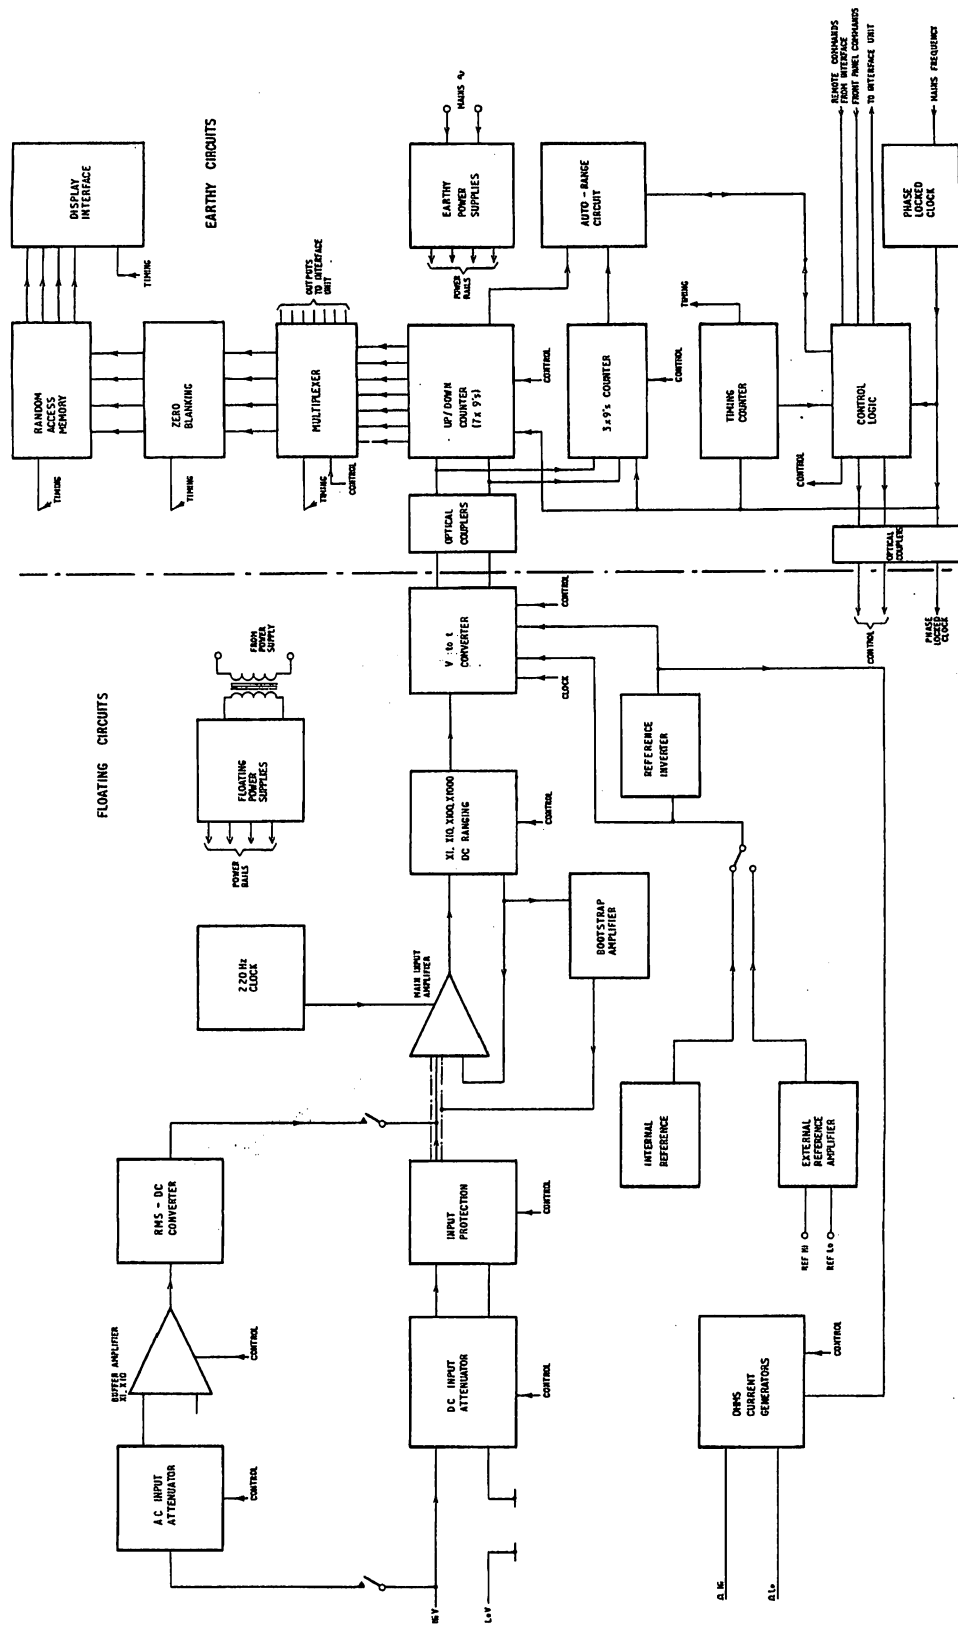 FLOATING CIRCUITS
EARTHY CIRCUITS
AC INPUT
ATTENUATOR
CONTROL
BUFFER AMPLIFIER
X1, X10
CONTROL
RMS - DC
CONVERTER
220Hz
CLOCK
POWER
RAILS
FLOATING
POWER
SUPPLIES
FROM
POWER
SUPPLY
TIMING
RANDOM
ACCESS
MEMORY
DISPLAY
INTERFACE
TIMING
TIMING
ZERO
BLANKING
TIMING
CONTROL
MULTIPLEXER
OUTPUTS
TO INTERFACE
UNIT
Hi V
Lo V
DC INPUT
ATTENUATOR
CONTROL
INPUT
PROTECTION
CONTROL
MAIN INPUT
AMPLIFIER
X1, X10, X100, X1000
DC RANGING
CONTROL
BOOTSTRAP
AMPLIFIER
V to t
CONVERTER
CLOCK
CONTROL
OPTICAL
COUPLERS
UP/DOWN
COUNTER
(7 x 9's)
CONTROL
POWER
RAILS
EARTHY
POWER
SUPPLIES
MAINS
3 x 9's COUNTER
CONTROL
AUTO - RANGE
CIRCUIT
INTERNAL
REFERENCE
REFERENCE
INVERTER
REF Hi
REF Lo
EXTERNAL
REFERENCE
AMPLIFIER
TIMING
COUNTER
TIMING
Ω Hi
Ω Lo
OHMS
CURRENT
GENERATORS
CONTROL
CONTROL
PHASE
LOCKED
CLOCK
OPTICAL
COUPLERS
CONTROL
CONTROL
LOGIC
REMOTE COMMANDS
FROM INTERFACE
FRONT PANEL COMMANDS
TO INTERFACE UNIT
PHASE
LOCKED
CLOCK
MAINS FREQUENCY